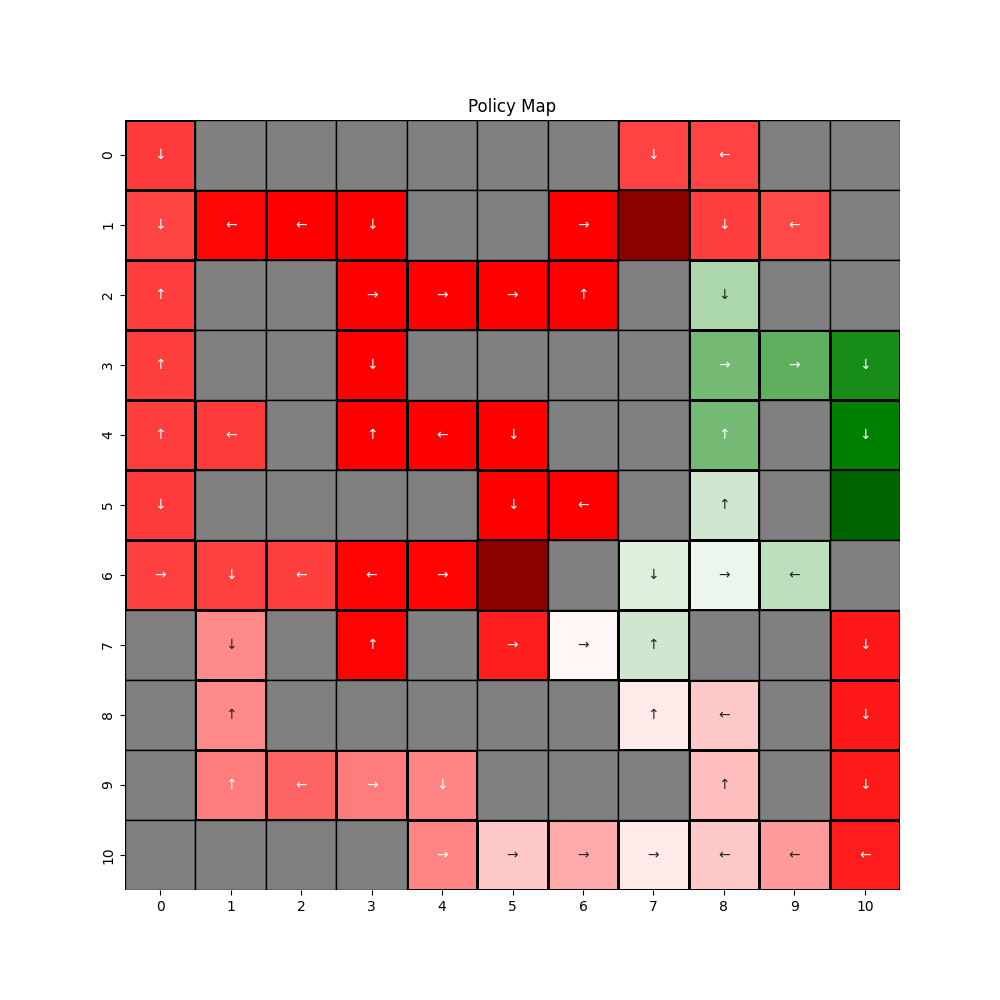 Policy Map
0 ↓ ↓ ←
1 ↓ ← ← ↓ → ↓ ←
2 ↑ → → → ↑ ↓
3 ↑ ↓ → → ↓
4 ↑ ← ↑ ← ↓ ↑ ↓
5 ↓ ↓ ← ↑
6 → ↓ ← ← → ↓ → ←
7 ↓ ↑ → → ↑ ↓
8 ↑ ↑ ← ↓
9 ↑ ← → ↓ ↑ ↓
10 → → → → ← ← ←
0 1 2 3 4 5 6 7 8 9 10